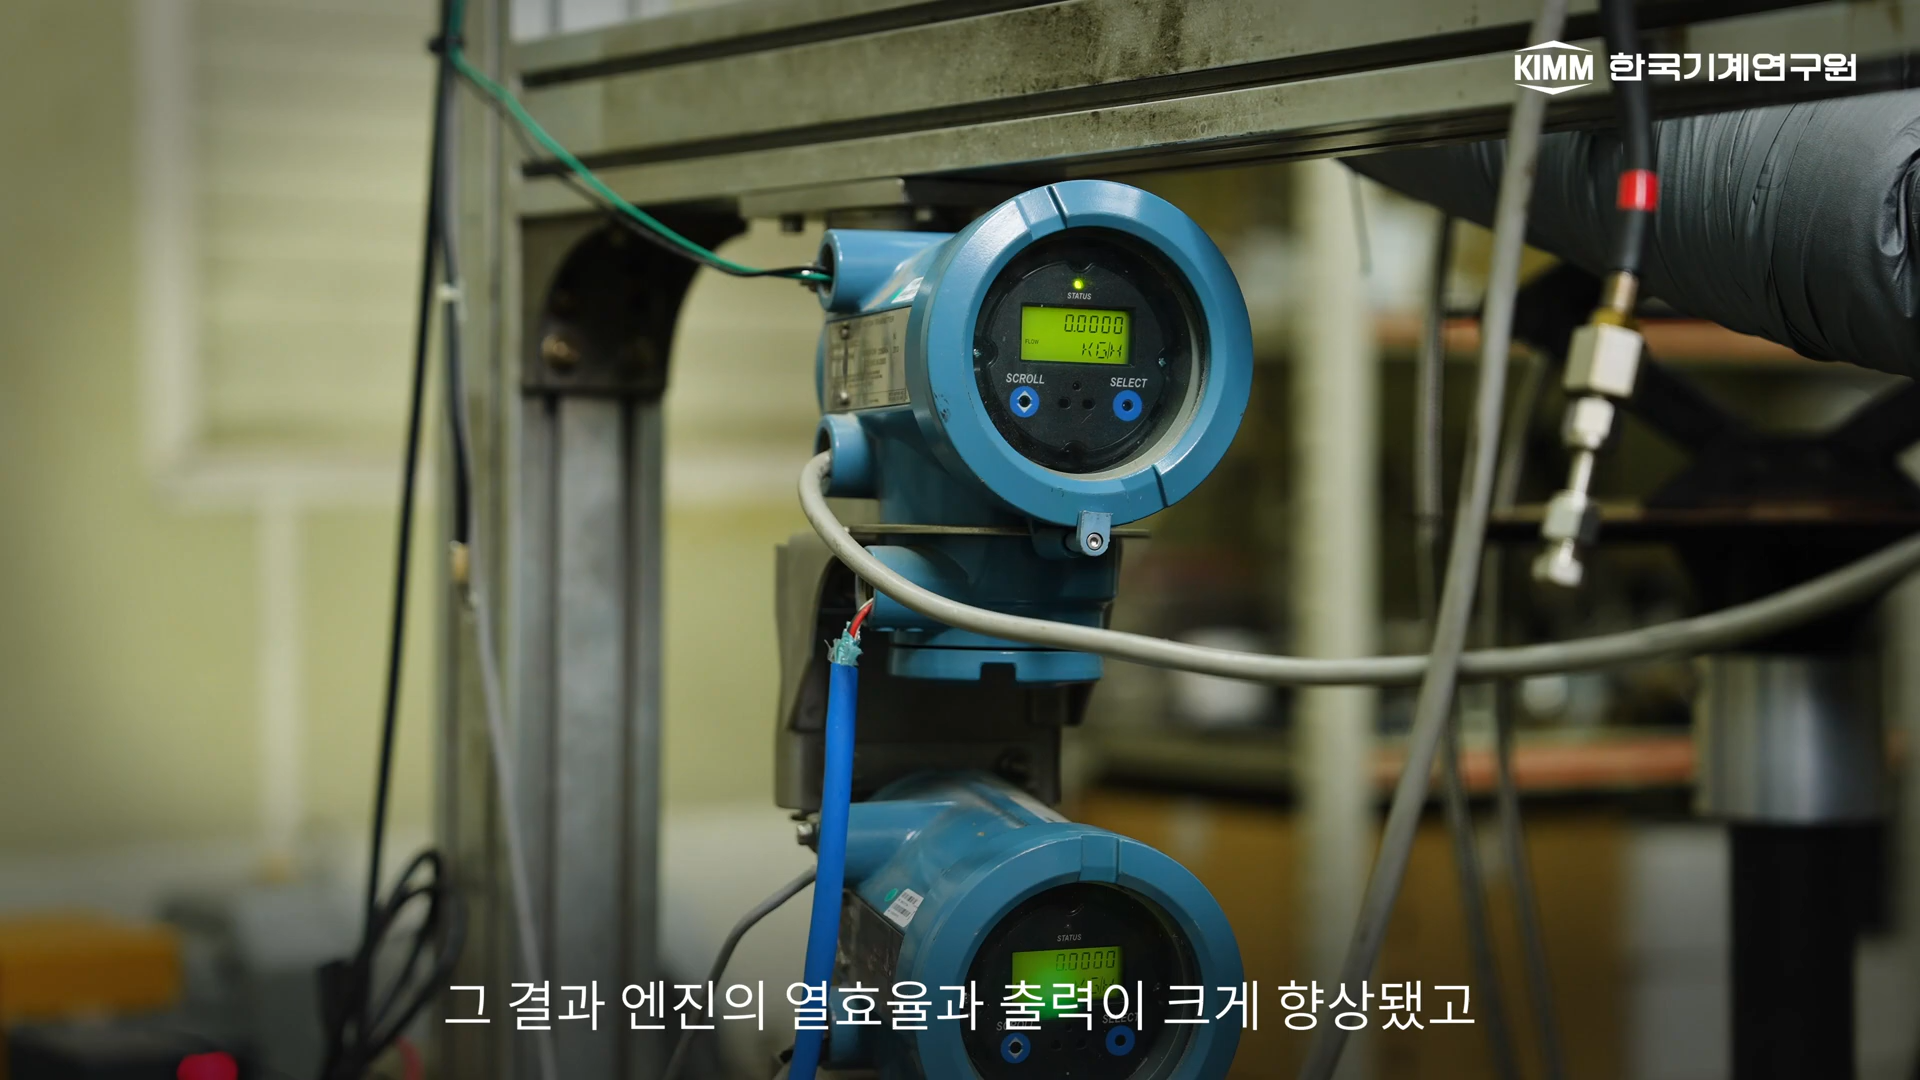 KIMM 한국기계연구원
STATUS
0.0000
FLOW
KG/H
SCROLL
SELECT
STATUS
0.0000
그 결과 엔진의 열효율과 출력이 크게 향상됐고
SELECT